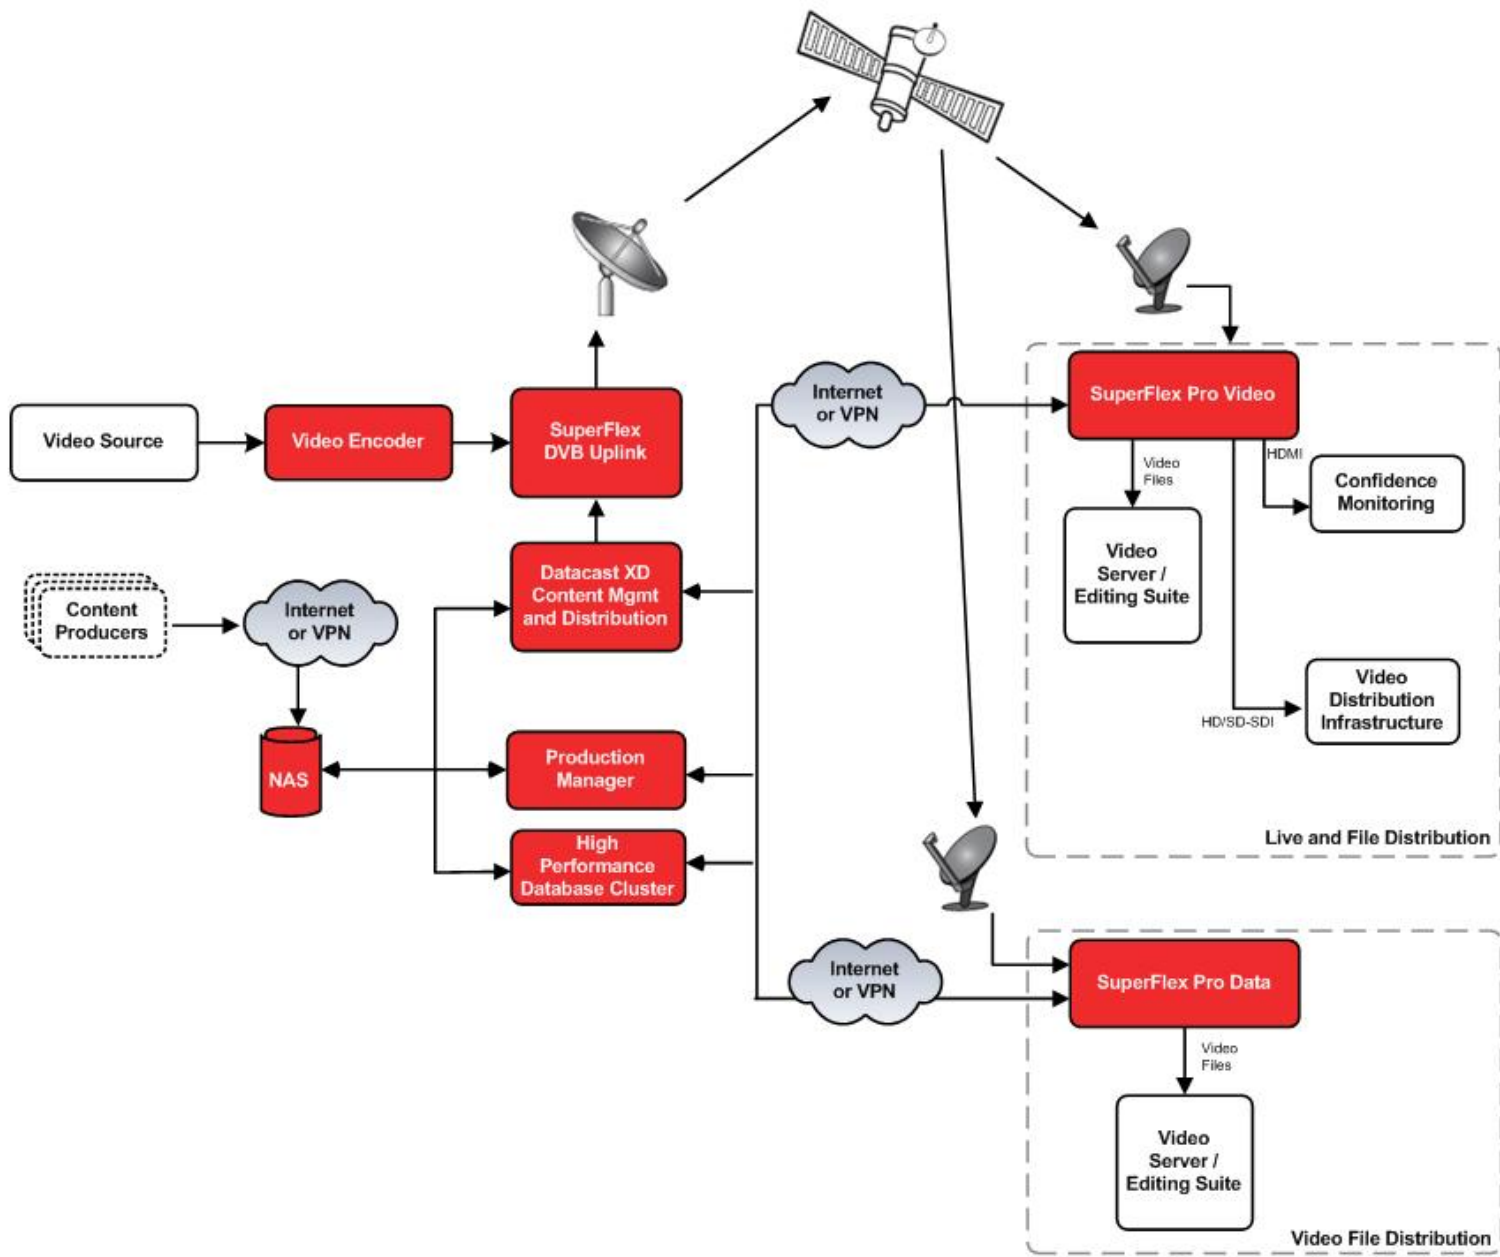 Internet
or VPN
SuperFlex Pro Video
Video Source
Video Encoder
SuperFlex
DVB Uplink
Video
Files
HDMI
Confidence
Monitoring
Video
Server /
Editing Suite
Datacast XD
Content Mgmt
and Distribution
Content
Producers
Internet
or VPN
Video
Distribution
Infrastructure
HD/SD-SDI
NAS
Production
Manager
High
Performance
Database Cluster
Live and File Distribution
Internet
or VPN
SuperFlex Pro Data
Video
Files
Video
Server /
Editing Suite
Video File Distribution